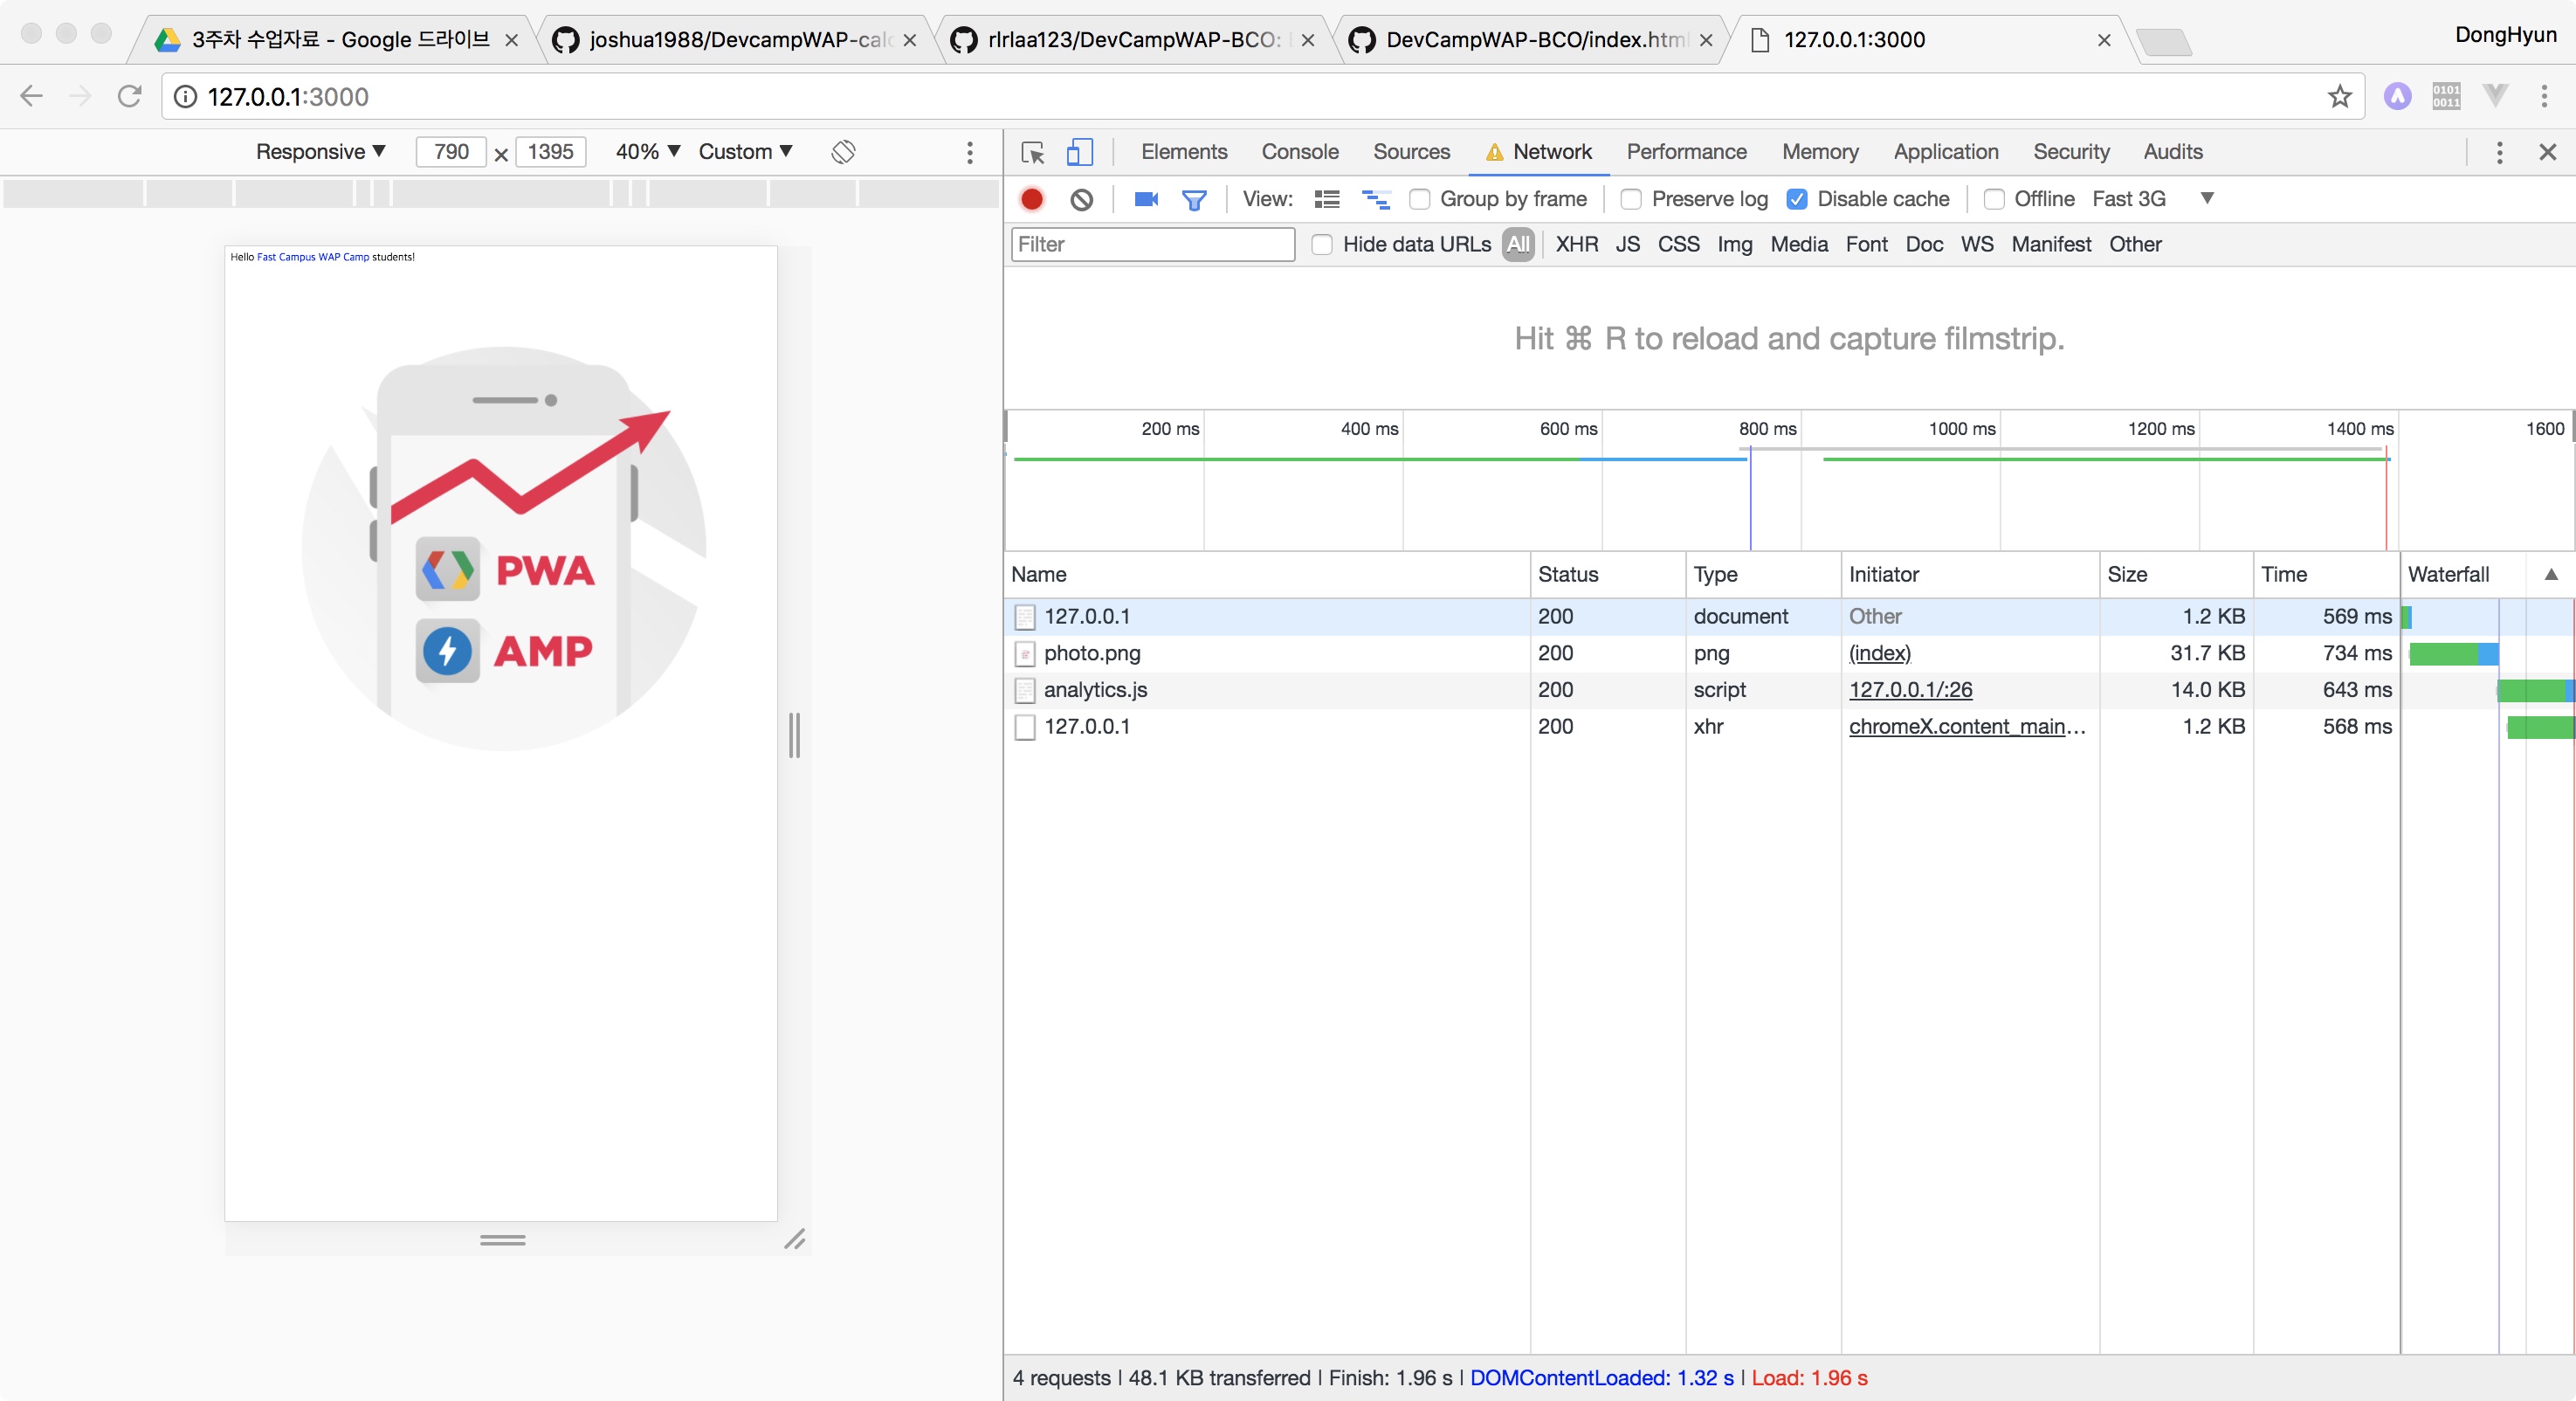 3주차 수업자료 - Google 드라이브
joshua1988/DevcampWAP-calc
rlrlaa123/DevCampWAP-BCO:
DevCampWAP-BCO/index.html
127.0.0.1:3000
DongHyun
127.0.0.1:3000
0101
0011
Responsive ▼ 790 × 1395 40% ▼ Custom ▼
Elements Console Sources Network Performance Memory Application Security Audits
View: Group by frame Preserve log Disable cache Offline Fast 3G ▼
Filter Hide data URLs All XHR JS CSS Img Media Font Doc WS Manifest Other
Hello Fast Campus WAP Camp students!
PWA
AMP
Hit ⌘ R to reload and capture filmstrip.
200 ms 400 ms 600 ms 800 ms 1000 ms 1200 ms 1400 ms 1600
Name Status Type Initiator Size Time Waterfall ▲
127.0.0.1 200 document Other 1.2 KB 569 ms
photo.png 200 png (index) 31.7 KB 734 ms
analytics.js 200 script 127.0.0.1/:26 14.0 KB 643 ms
127.0.0.1 200 xhr chromeX.content_main... 1.2 KB 568 ms
4 requests | 48.1 KB transferred | Finish: 1.96 s | DOMContentLoaded: 1.32 s | Load: 1.96 s